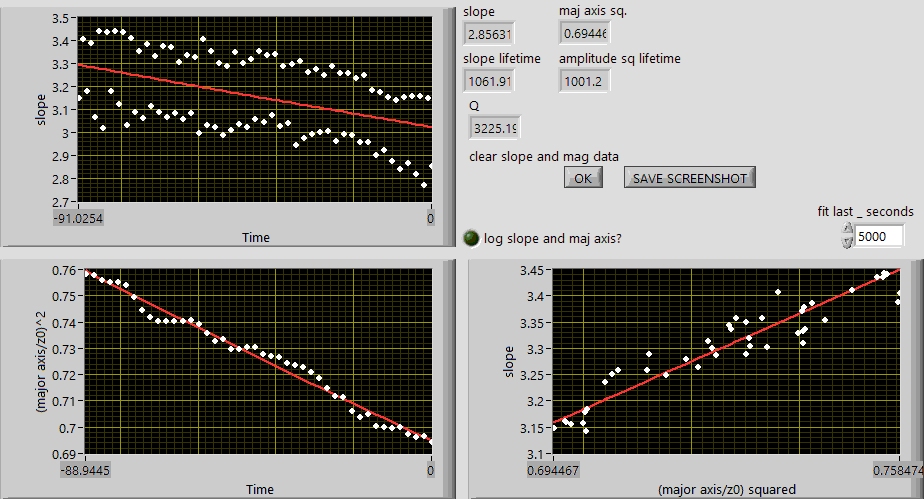 slope
maj axis sq.
2.85631
0.69446
slope lifetime
amplitude sq lifetime
1061.91
1001.2
Q
3225.19
clear slope and mag data
OK
SAVE SCREENSHOT
fit last _ seconds
5000
log slope and maj axis?
3.5
3.4
3.3
3.2
3.1
3
2.9
2.8
2.7
slope
-91.0254
0
Time
0.76
0.75
0.74
0.73
0.72
0.71
0.7
0.69
(major axis/z0)^2
-88.9445
0
Time
3.45
3.4
3.35
3.3
3.25
3.2
3.15
3.1
slope
0.694467
0.758474
(major axis/z0) squared